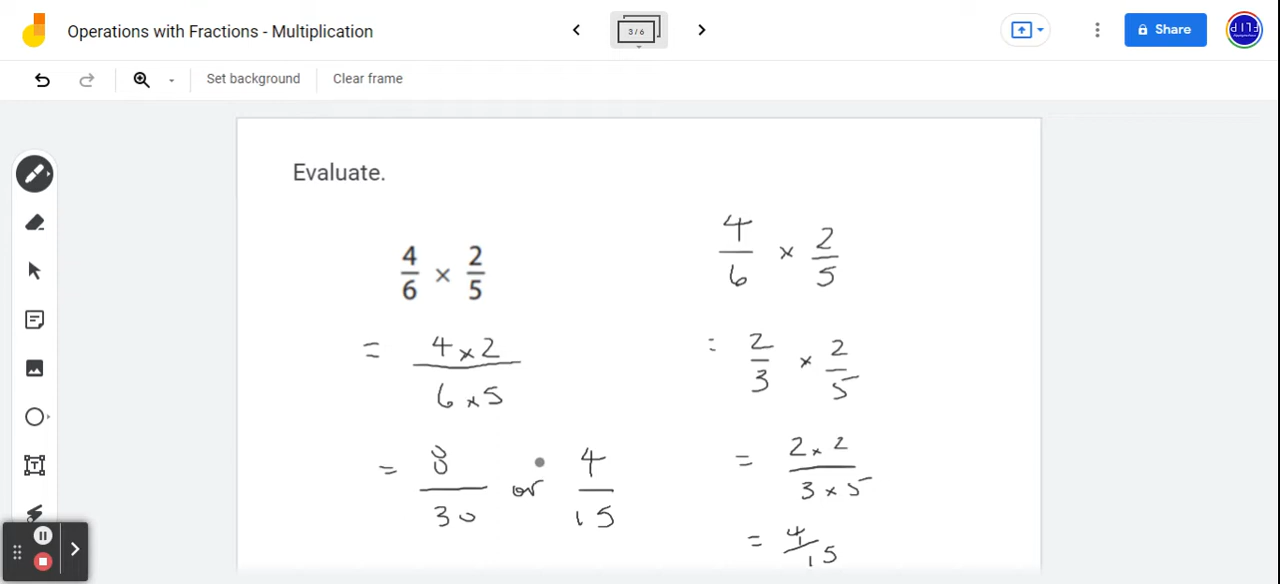 Operations with Fractions - Multiplication
3 / 6
Share
FLIP
Set background
Clear frame
Evaluate.
4/6 × 2/5
= (4 × 2)/(6 × 5)
= 8/30 or 4/15
4/6 × 2/5
= 2/3 × 2/5
= (2 × 2)/(3 × 5)
= 4/15